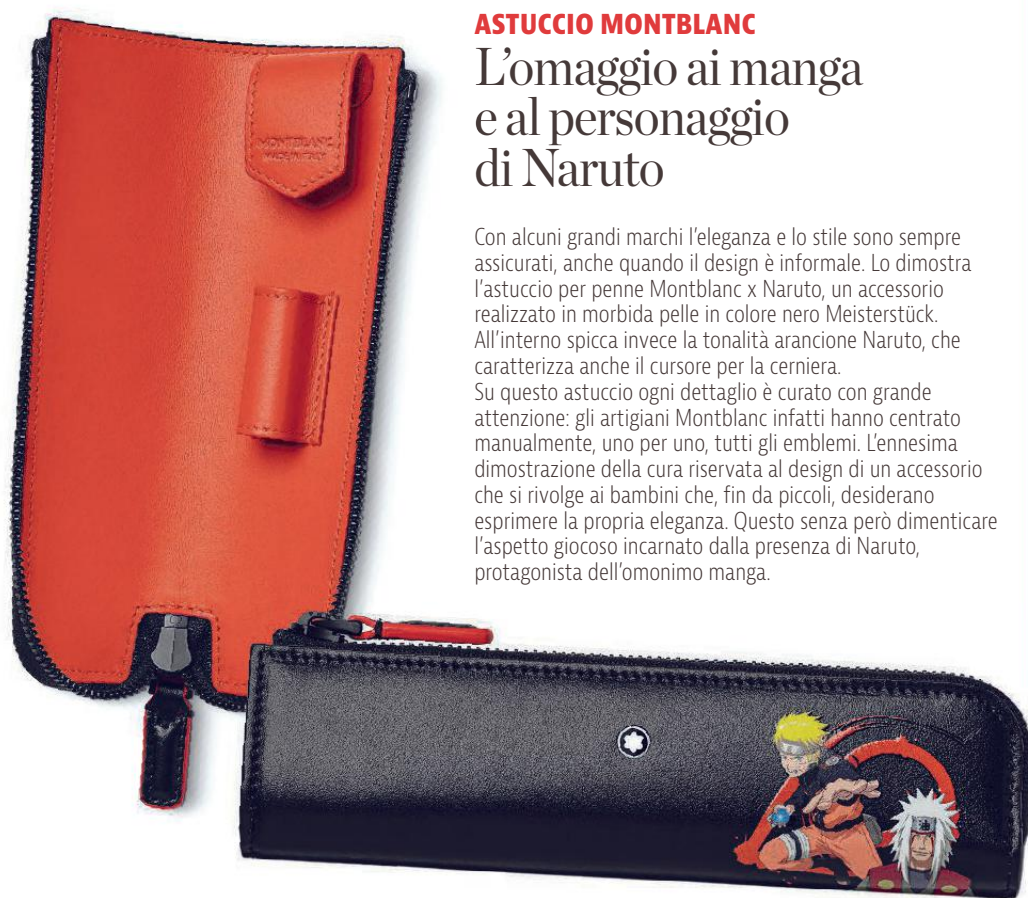 ASTUCCIO MONTBLANC
L’omaggio ai manga
e al personaggio
di Naruto
Con alcuni grandi marchi l’eleganza e lo stile sono sempre
assicurati, anche quando il design è informale. Lo dimostra
l’astuccio per penne Montblanc x Naruto, un accessorio
realizzato in morbida pelle in colore nero Meisterstück.
All’interno spicca invece la tonalità arancione Naruto, che
caratterizza anche il cursore per la cerniera.
Su questo astuccio ogni dettaglio è curato con grande
attenzione: gli artigiani Montblanc infatti hanno centrato
manualmente, uno per uno, tutti gli emblemi. L’ennesima
dimostrazione della cura riservata al design di un accessorio
che si rivolge ai bambini che, fin da piccoli, desiderano
esprimere la propria eleganza. Questo senza però dimenticare
l’aspetto giocoso incarnato dalla presenza di Naruto,
protagonista dell’omonimo manga.
MONTBLANC
MADE IN ITALY